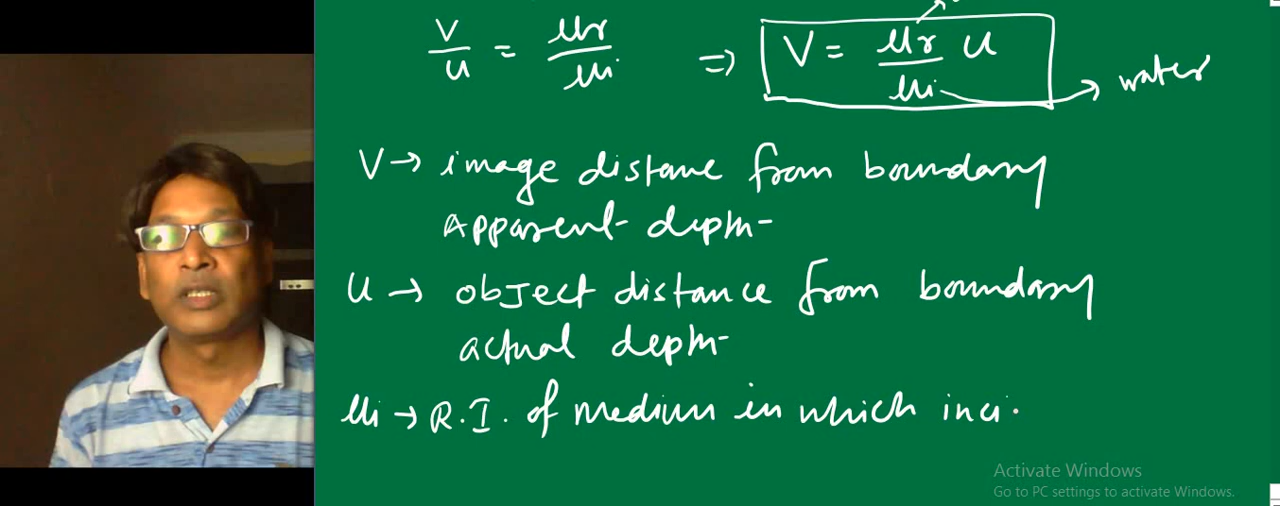 V/u = μr/μi ⇒ V = μr/μi u → water
V → image distance from boundary
Apparent depth
u → object distance from boundary
actual depth
μi → R.I. of medium in which inci.
Activate Windows
Go to PC settings to activate Windows.